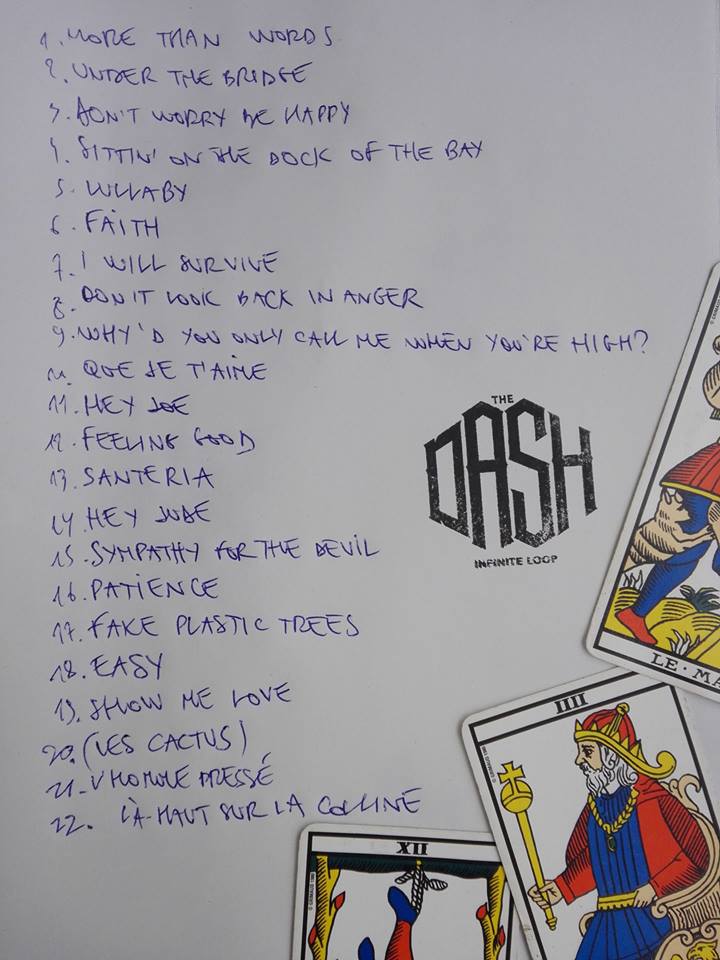 1. MORE THAN WORDS
2. UNDER THE BRIDGE
3. DON'T WORRY BE HAPPY
4. SITTIN' ON THE DOCK OF THE BAY
5. LULLABY
6. FAITH
7. I WILL SURVIVE
8. DON'T LOOK BACK IN ANGER
9. WHY'D YOU ONLY CALL ME WHEN YOU'RE HIGH?
10. QUE JE T'AIME
11. HEY JOE
12. FEELING GOOD
13. SANTERIA
14. HEY JUDE
15. SYMPATHY FOR THE DEVIL
16. PATIENCE
17. FAKE PLASTIC TREES
18. EASY
19. SHOW ME LOVE
20. (LES CACTUS)
21. L'HOMME PRESSÉ
22. LÀ-HAUT SUR LA COLLINE
THE
DASH
INFINITE LOOP
LE·MA
IIII
XII